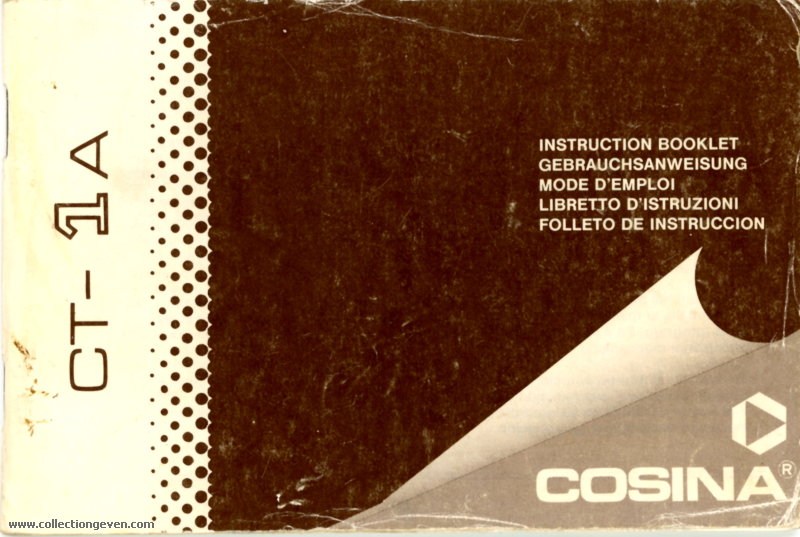 CT-1A
INSTRUCTION BOOKLET
GEBRAUCHSANWEISUNG
MODE D'EMPLOI
LIBRETTO D'ISTRUZIONI
FOLLETO DE INSTRUCCION
COSINA®
www.collectiongeven.com